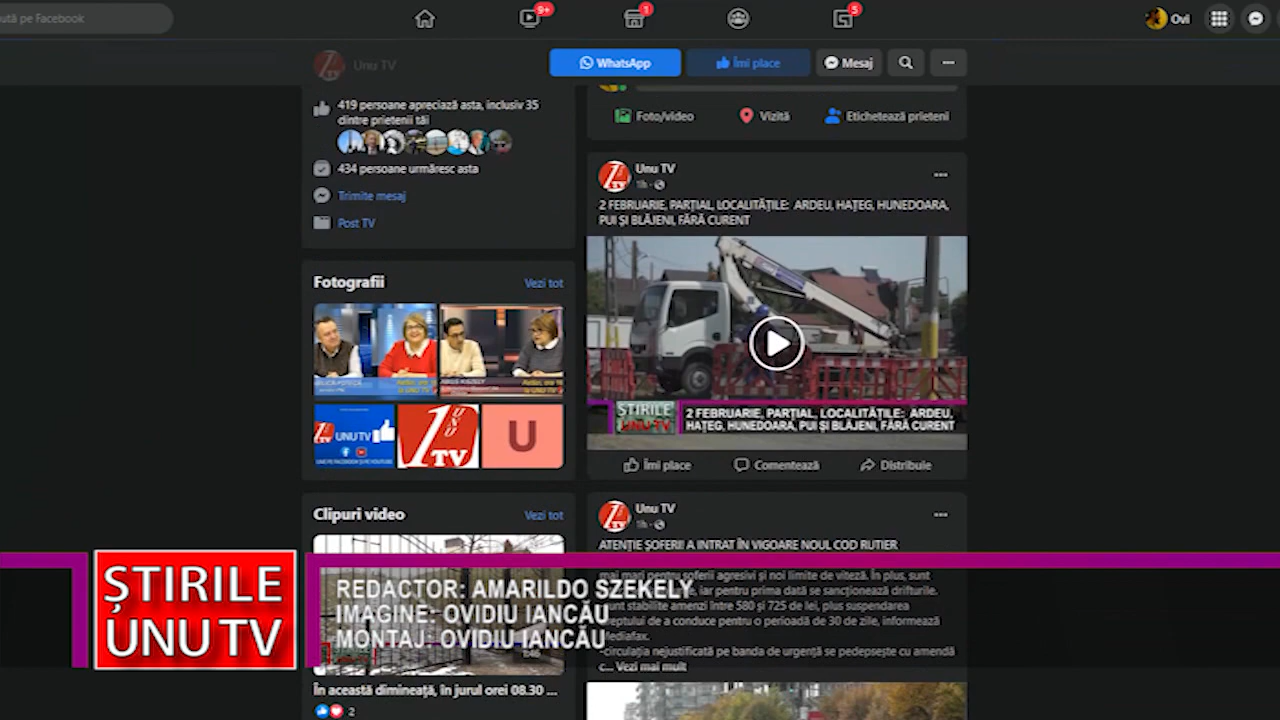 ută pe Facebook
9+
1
5
Ovi
Unu TV
WhatsApp
Îmi place
Mesaj
419 persoane apreciază asta, inclusiv 35
dintre prietenii tăi
434 persoane urmăresc asta
Trimite mesaj
Post TV
Fotografii
Vezi tot
UNU TV
1 UNU TV
U
Clipuri video
Vezi tot
1:46
În această dimineață, în jurul orei 08.30 ...
2
Foto/video
Vizită
Etichetează prieteni
Unu TV
1h
2 FEBRUARIE, PARȚIAL, LOCALITĂȚILE: ARDEU, HAȚEG, HUNEDOARA,
PUI ȘI BLĂJENI, FĂRĂ CURENT
ȘTIRILE
UNU TV
2 FEBRUARIE, PARȚIAL, LOCALITĂȚILE: ARDEU,
HAȚEG, HUNEDOARA, PUI ȘI BLĂJENI, FĂRĂ CURENT
Îmi place
Comentează
Distribuie
Unu TV
1h
ATENȚIE ȘOFERI! A INTRAT ÎN VIGOARE NOUL COD RUTIER
mai mari pentru șoferii agresivi și noi limite de viteză. În plus, sunt
iar pentru prima dată se sancționează drifturile.
sunt stabilite amenzi între 580 și 725 de lei, plus suspendarea
dreptului de a conduce pentru o perioadă de 30 de zile, informează
Mediafax.
-circulația nejustificată pe banda de urgență se pedepsește cu amendă
c... Vezi mai mult
ȘTIRILE
UNU TV
REDACTOR: AMARILDO SZEKELY
IMAGINE: OVIDIU IANCĂU
MONTAJ: OVIDIU IANCĂU